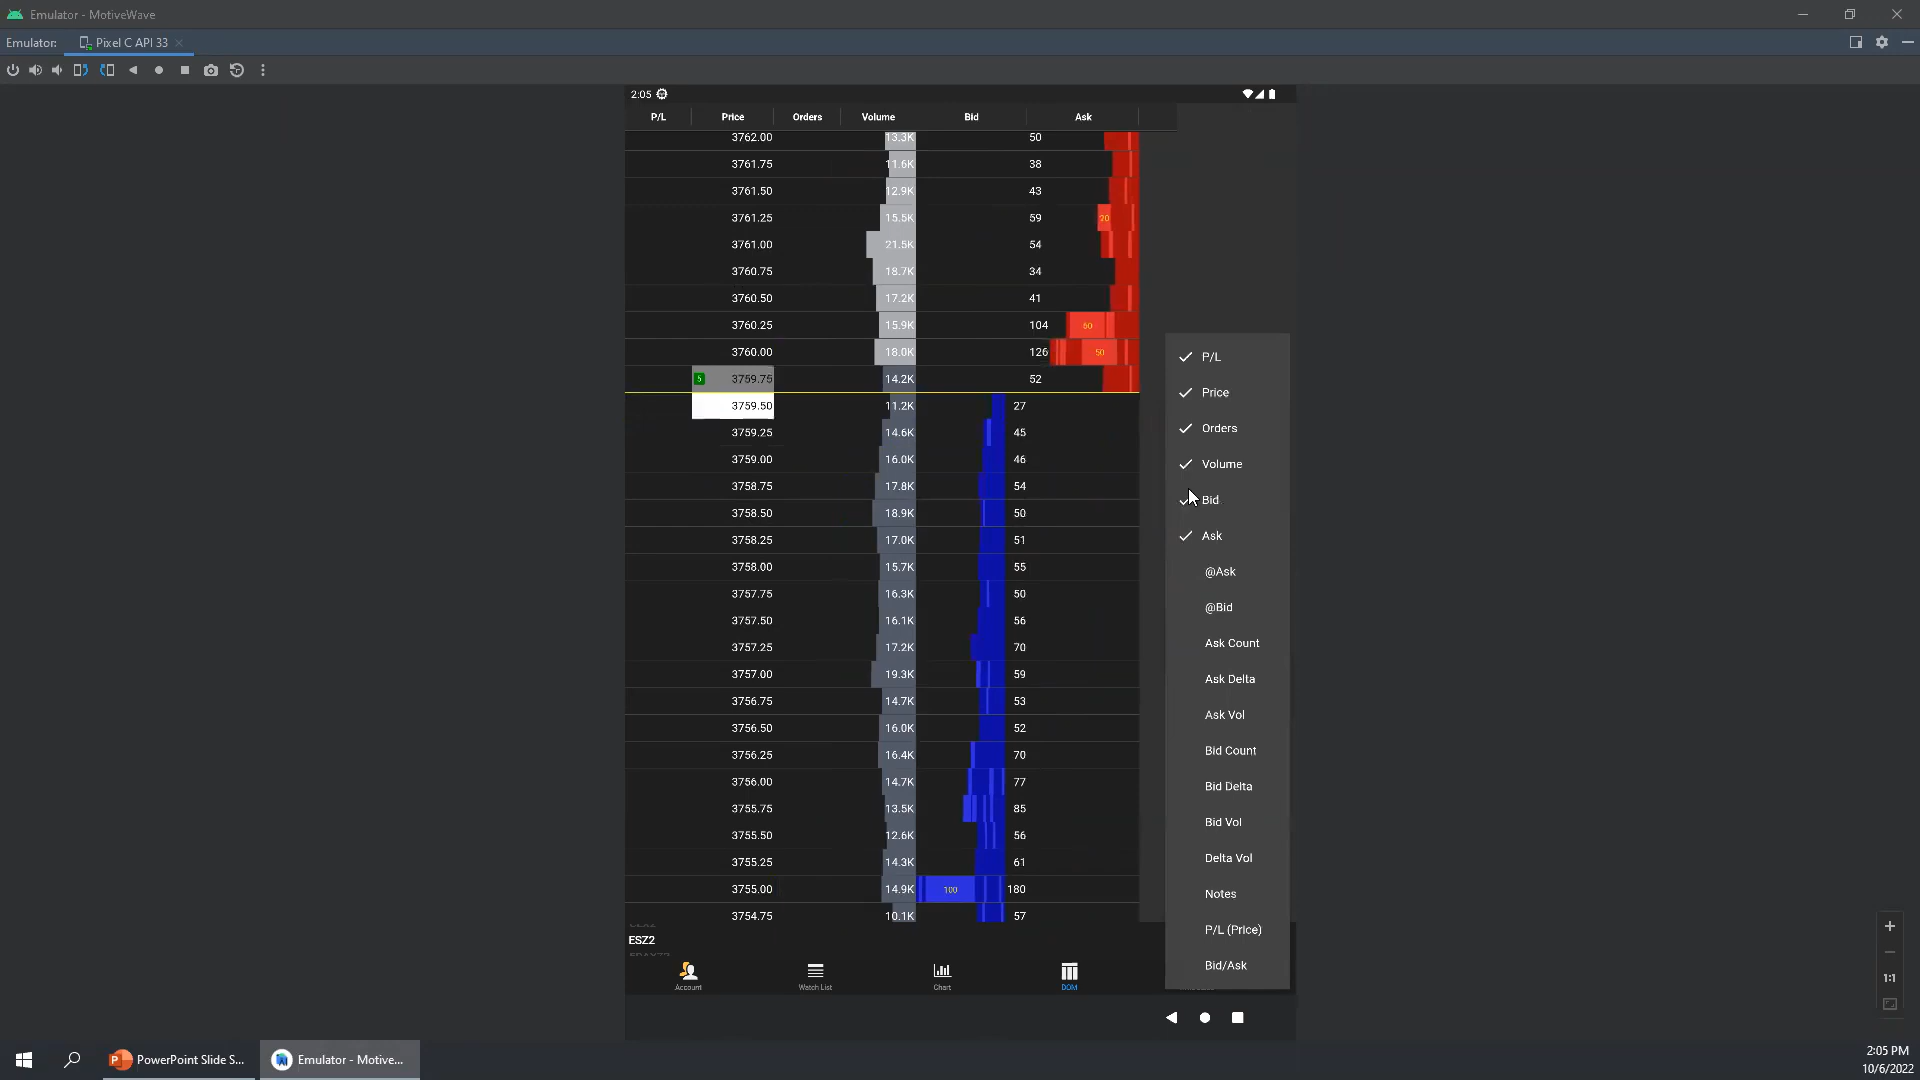 Emulator - MotiveWave
Emulator: Pixel C API 33
2:05
P/L Price Orders Volume Bid Ask
3762.00 13.3K 50
3761.75 11.6K 38
3761.50 12.9K 43
3761.25 15.5K 59 20
3761.00 21.5K 54
3760.75 18.7K 34
3760.50 17.2K 41
3760.25 15.9K 104 60
3760.00 18.0K 126 50
5 3759.75 14.2K 52
3759.50 11.2K 27
3759.25 14.6K 45
3759.00 16.0K 46
3758.75 17.8K 54
3758.50 18.9K 50
3758.25 17.0K 51
3758.00 15.7K 55
3757.75 16.3K 50
3757.50 16.1K 56
3757.25 17.2K 70
3757.00 19.3K 59
3756.75 14.7K 53
3756.50 16.0K 52
3756.25 16.4K 70
3756.00 14.7K 77
3755.75 13.5K 85
3755.50 12.6K 56
3755.25 14.3K 61
3755.00 14.9K 100 180
3754.75 10.1K 57
P/L
Price
Orders
Volume
Bid
Ask
@Ask
@Bid
Ask Count
Ask Delta
Ask Vol
Bid Count
Bid Delta
Bid Vol
Delta Vol
Notes
P/L (Price)
Bid/Ask
ESZ2
Account Watch List Chart DOM
1:1
PowerPoint Slide S... Emulator - Motive...
2:05 PM
10/6/2022